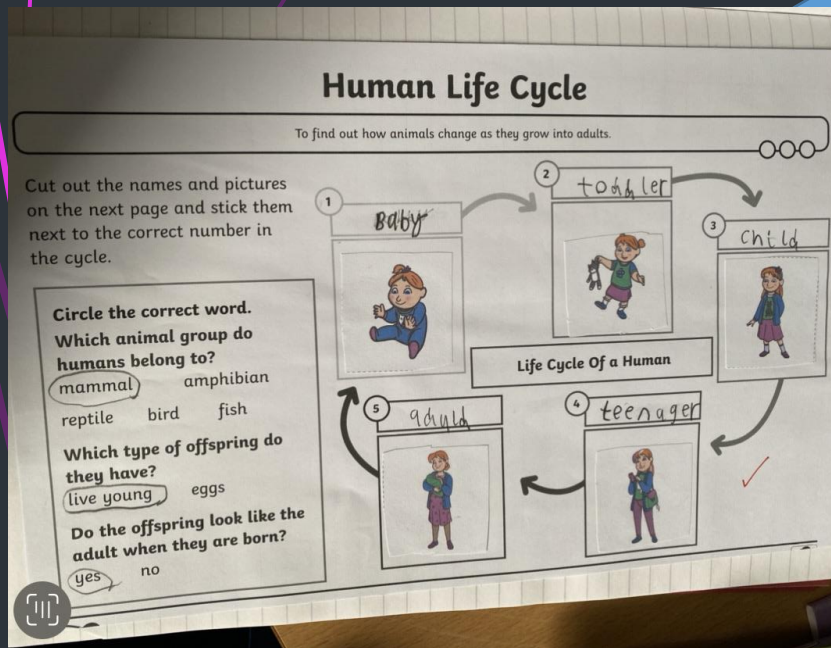 Human Life Cycle
To find out how animals change as they grow into adults.
Cut out the names and pictures
on the next page and stick them
next to the correct number in
the cycle.
1
Baby
2
toddler
3
child
Circle the correct word.
Which animal group do
humans belong to?
mammal amphibian
reptile bird fish
Which type of offspring do
they have?
live young eggs
Do the offspring look like the
adult when they are born?
yes no
Life Cycle Of a Human
5
4
teenager